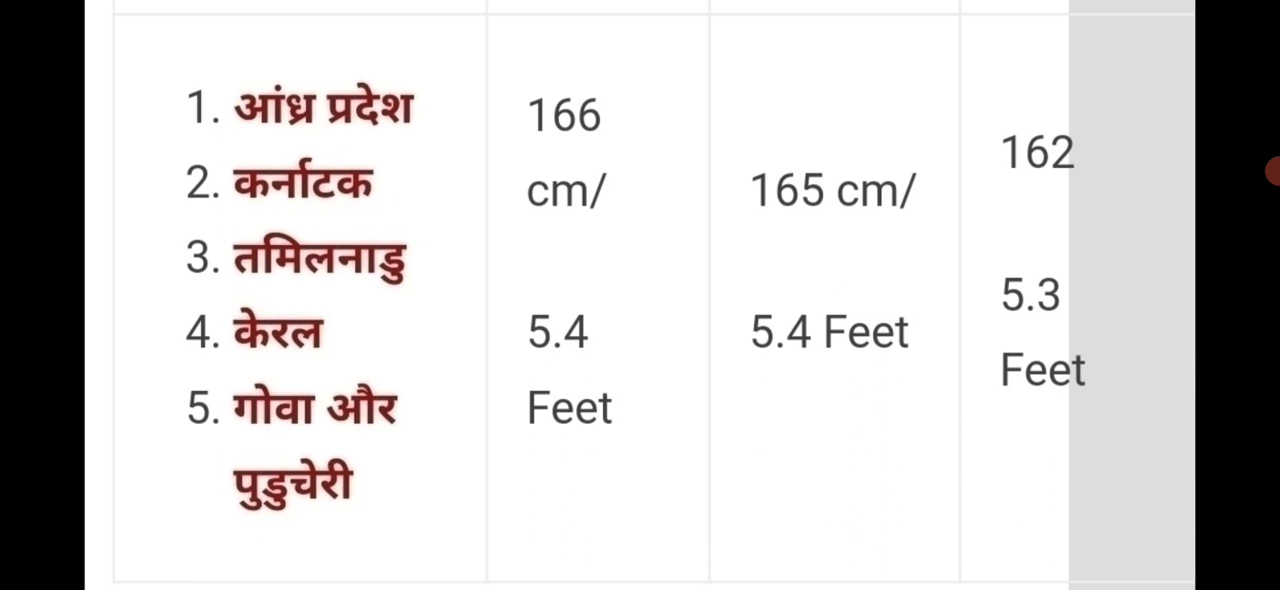 1. आंध्र प्रदेश
2. कर्नाटक
3. तमिलनाडु
4. केरल
5. गोवा और
पुडुचेरी
166
cm/
5.4
Feet
165 cm/
5.4 Feet
162
5.3
Feet